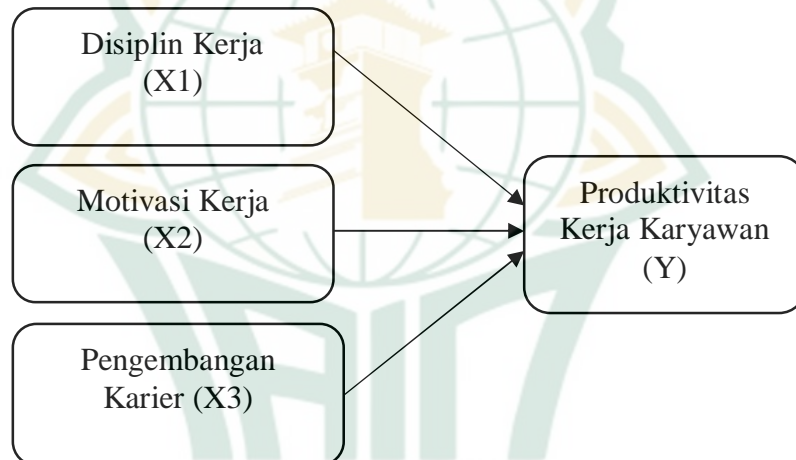 Disiplin Kerja
(X1)
Motivasi Kerja
(X2)
Pengembangan
Karier (X3)
Produktivitas
Kerja Karyawan
(Y)